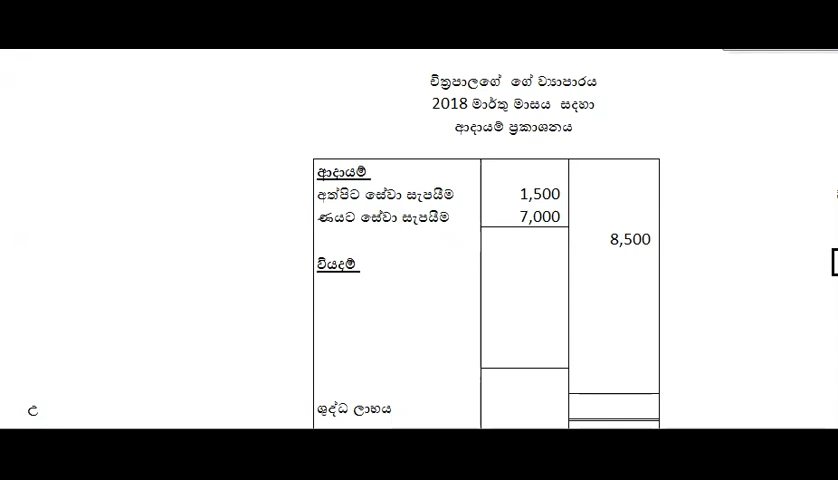 චිත්‍රපාලගේ ගේ ව්‍යාපාරය
2018 මාර්තු මාසය සඳහා
ආදායම් ප්‍රකාශනය
ආදායම්
අත්පිට සේවා සැපයීම 1,500
ණයට සේවා සැපයීම 7,000
8,500
වියදම්
ශුද්ධ ලාභය
උ